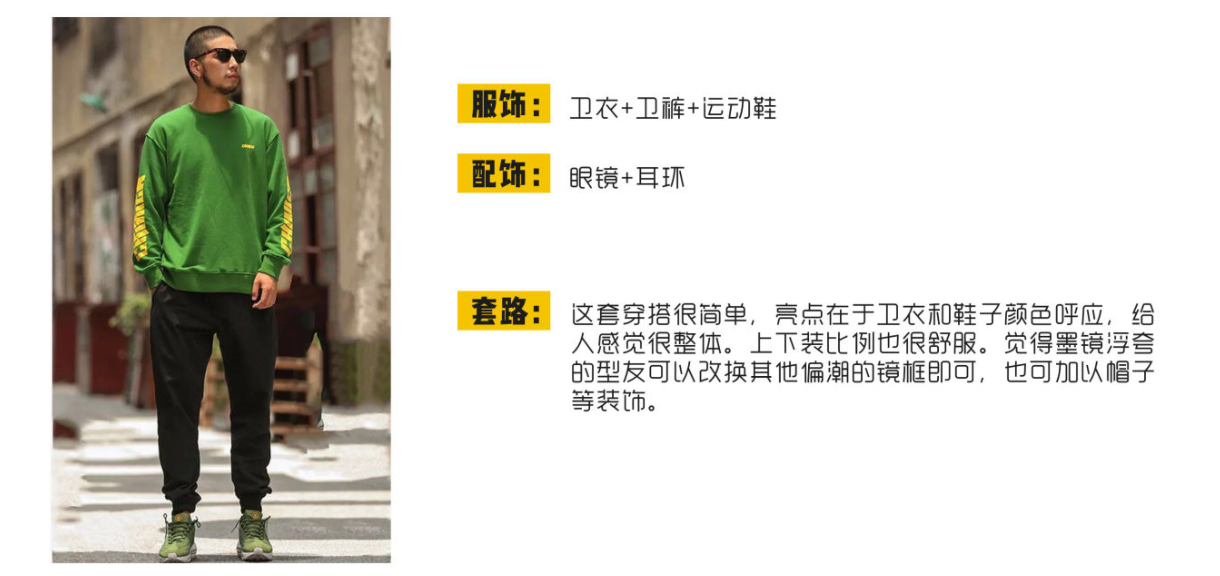 服饰： 卫衣+卫裤+运动鞋
配饰： 眼镜+耳环
套路： 这套穿搭很简单，亮点在于卫衣和鞋子颜色呼应，给
人感觉很整体。上下装比例也很舒服。觉得墨镜浮夸
的型友可以改换其他偏潮的镜框即可，也可加以帽子
等装饰。